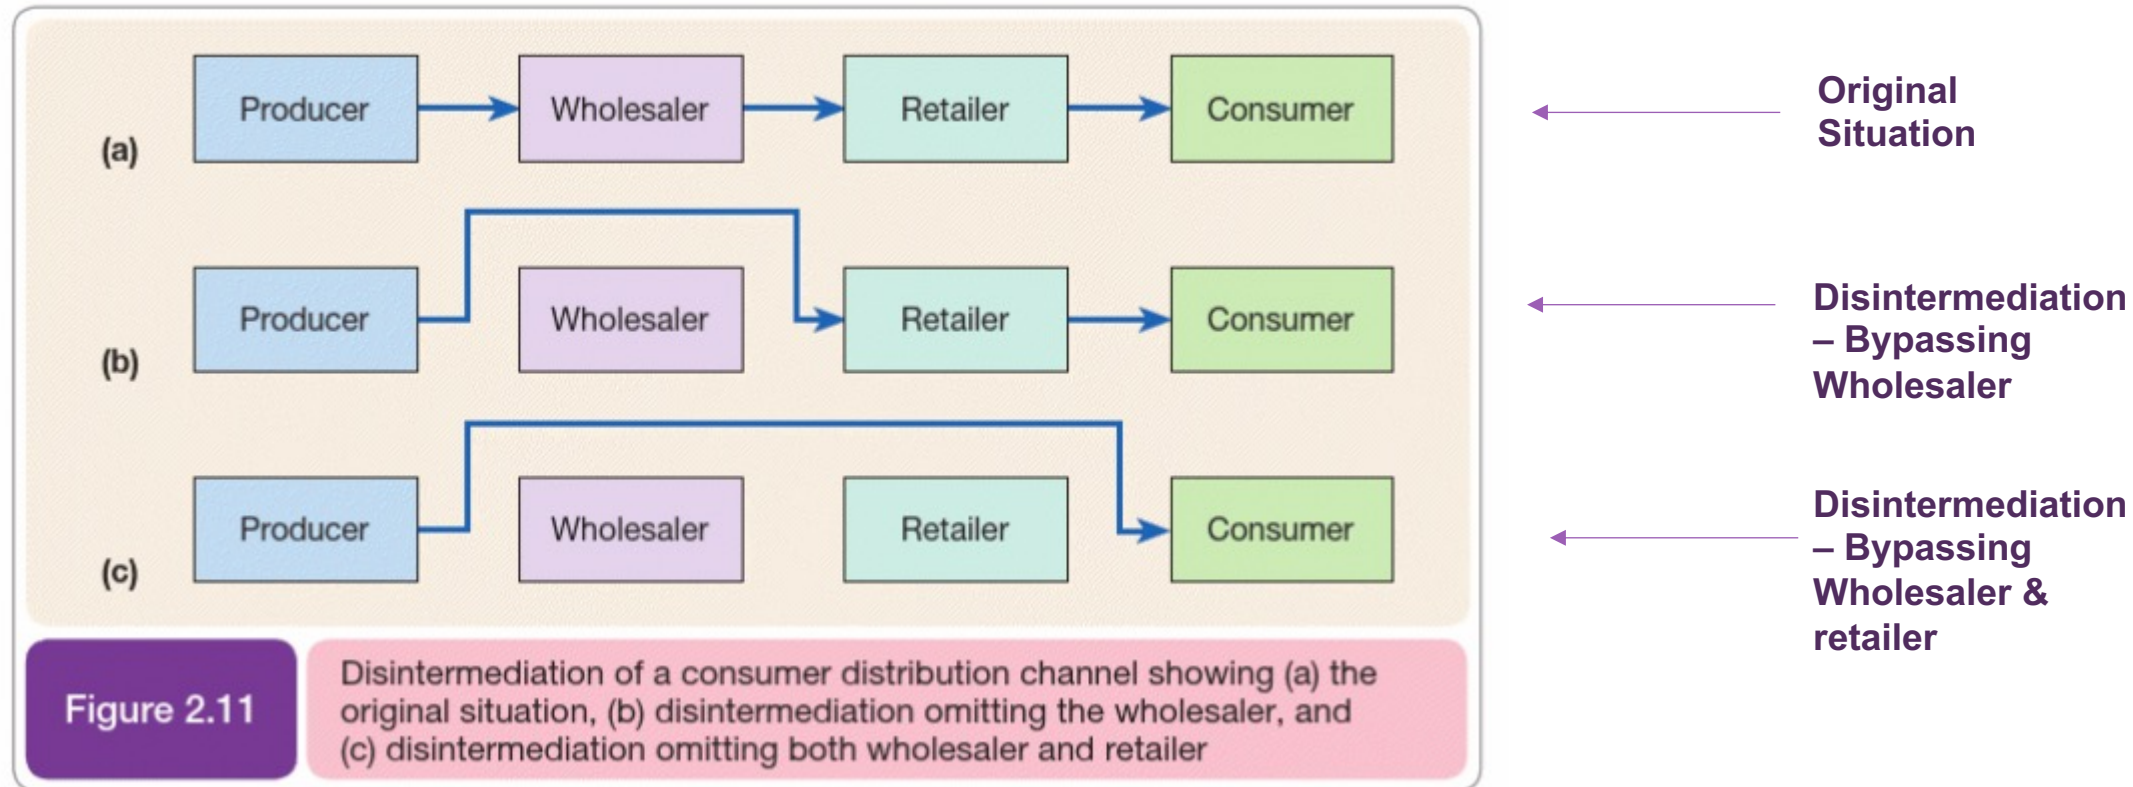 Producer
Wholesaler
Retailer
Consumer
(a)
Original
Situation
Producer
Wholesaler
Retailer
Consumer
(b)
Disintermediation
– Bypassing
Wholesaler
Producer
Wholesaler
Retailer
Consumer
(c)
Disintermediation
– Bypassing
Wholesaler &
retailer
Figure 2.11
Disintermediation of a consumer distribution channel showing (a) the
original situation, (b) disintermediation omitting the wholesaler, and
(c) disintermediation omitting both wholesaler and retailer